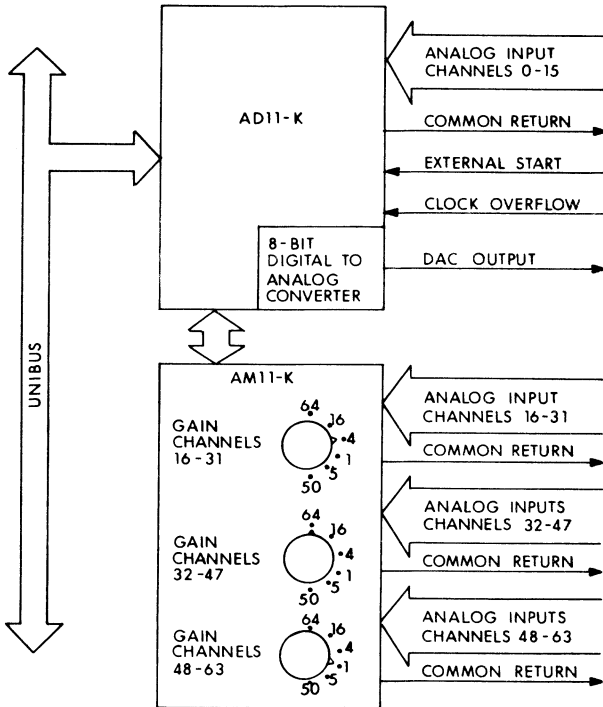 AD11-K
ANALOG INPUT
CHANNELS 0-15
COMMON RETURN
EXTERNAL START
CLOCK OVERFLOW
8-BIT
DIGITAL TO
ANALOG
CONVERTER
DAC OUTPUT
UNIBUS
AM11-K
GAIN
CHANNELS
16-31
64
16
4
1
.5
50
ANALOG INPUT
CHANNELS 16-31
COMMON RETURN
GAIN
CHANNELS
32-47
64
16
4
1
.5
50
ANALOG INPUTS
CHANNELS 32-47
COMMON RETURN
GAIN
CHANNELS
48-63
64
16
4
1
.5
50
ANALOG INPUTS
CHANNELS 48-63
COMMON RETURN